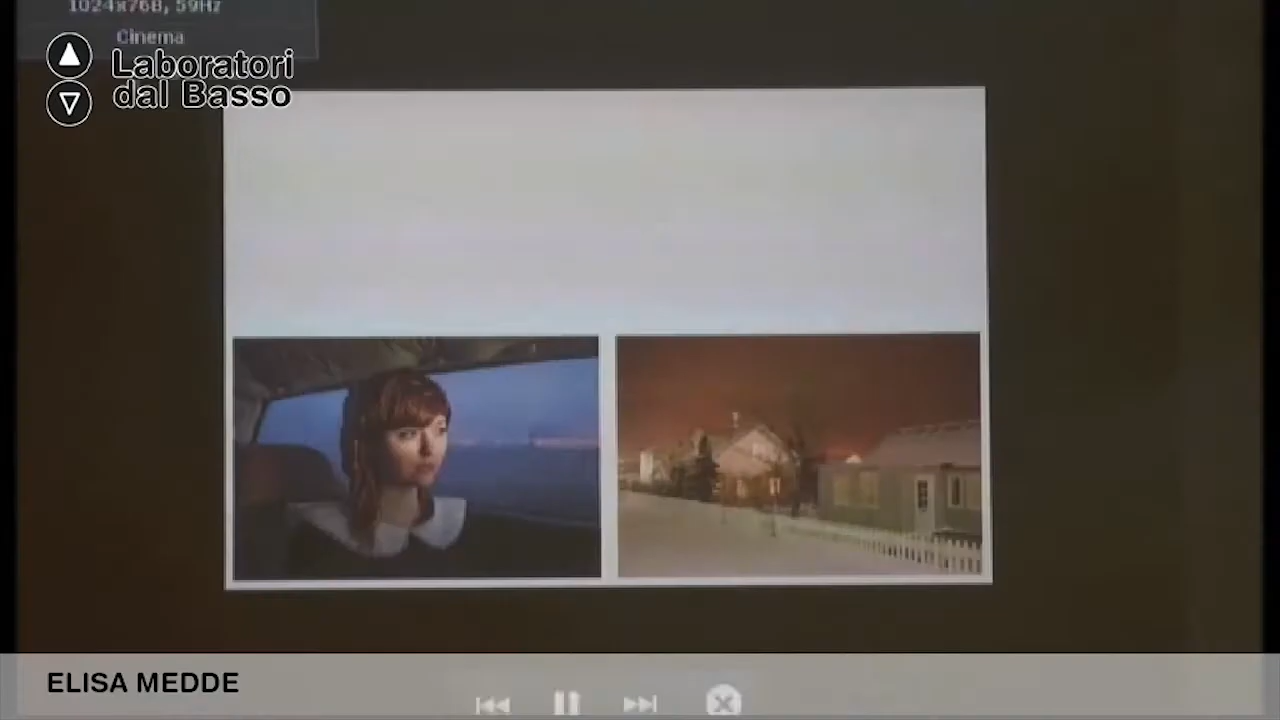 1024x768, 59Hz
Cinema
Laboratori
dal Basso
ELISA MEDDE